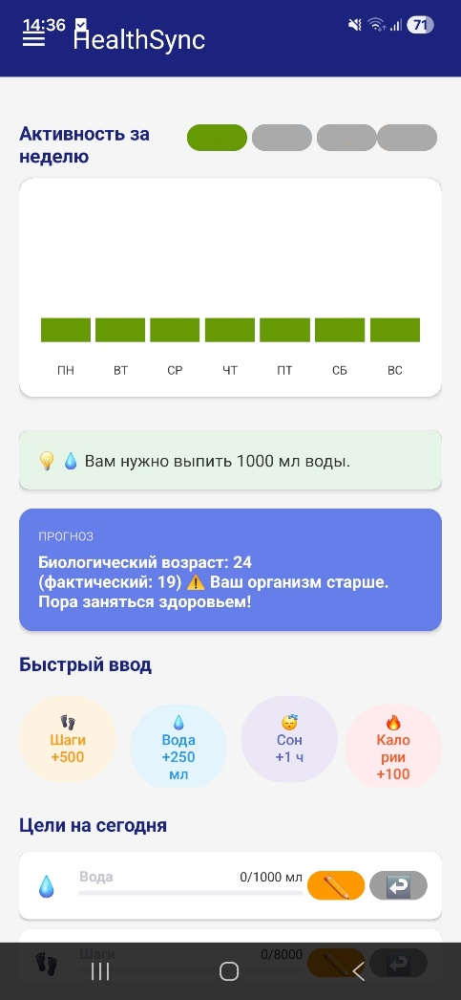 14:36
71
HealthSync
Активность за
неделю
ПН ВТ СР ЧТ ПТ СБ ВС
Вам нужно выпить 1000 мл воды.
ПРОГНОЗ
Биологический возраст: 24
(фактический: 19) ⚠️ Ваш организм старше.
Пора заняться здоровьем!
Быстрый ввод
Шаги
+500
Вода
+250
мл
Сон
+1 ч
Кало
рии
+100
Цели на сегодня
Вода
0/1000 мл
Шаги
0/8000